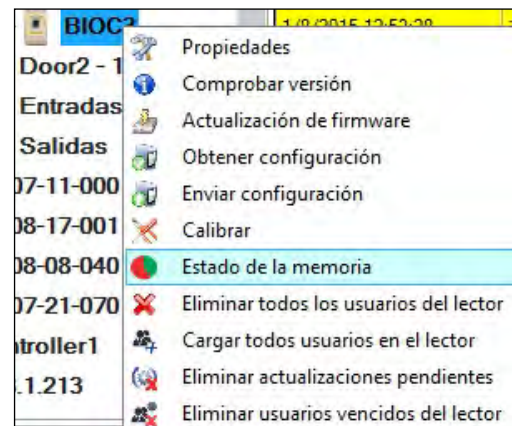 BIOC3
1/8/2015 12:52:28
Propiedades
Door2 - 1
Comprobar versión
Entradas
Actualización de firmware
Salidas
Obtener configuración
07-11-000
Enviar configuración
08-17-001
Calibrar
08-08-040
Estado de la memoria
07-21-070
Eliminar todos los usuarios del lector
ntroller1
Cargar todos usuarios en el lector
.1.213
Eliminar actualizaciones pendientes
Eliminar usuarios vencidos del lector